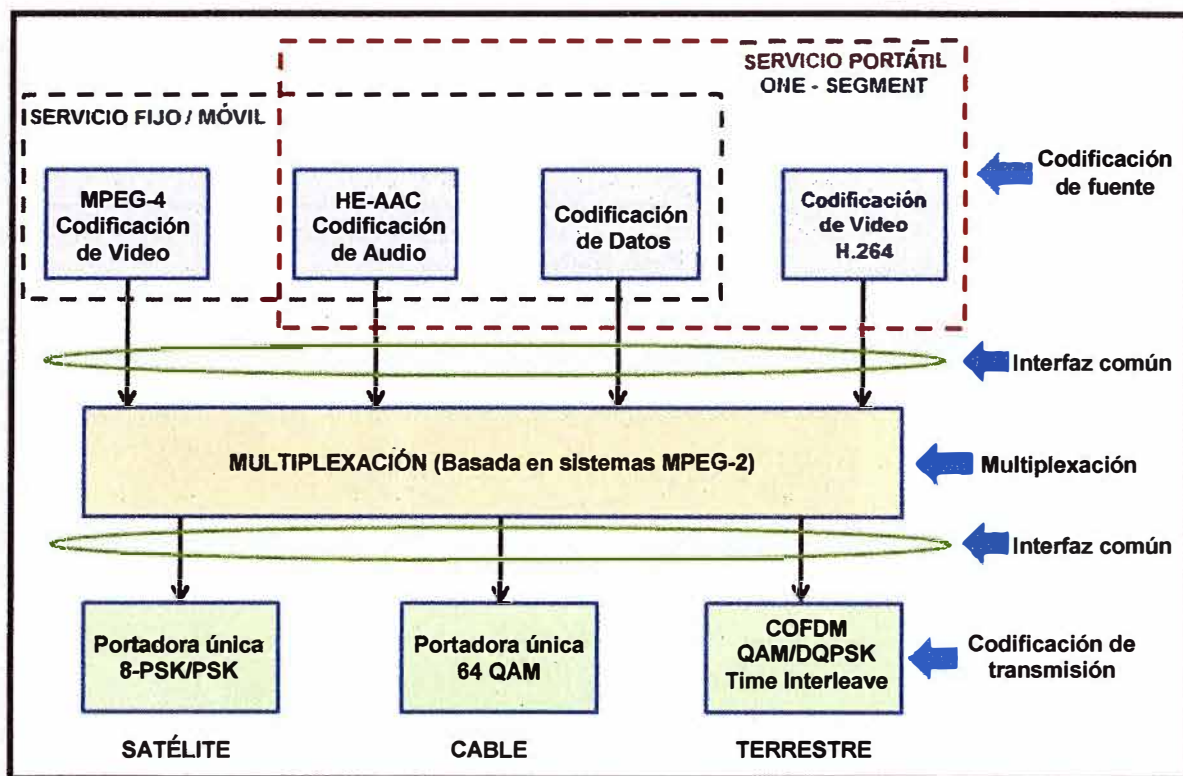 SERVICIO PORTÁTIL
ONE - SEGMENT
SERVICIO FIJO / MÓVIL
MPEG-4
Codificación
de Video
HE-AAC
Codificación
de Audio
Codificación
de Datos
Codificación
de Video
H.264
Codificación
de fuente
Interfaz común
MULTIPLEXACIÓN (Basada en sistemas MPEG-2)
Multiplexación
Interfaz común
Portadora única
8-PSK/PSK
Portadora única
64 QAM
COFDM
QAM/DQPSK
Time Interleave
Codificación de
transmisión
SATÉLITE
CABLE
TERRESTRE